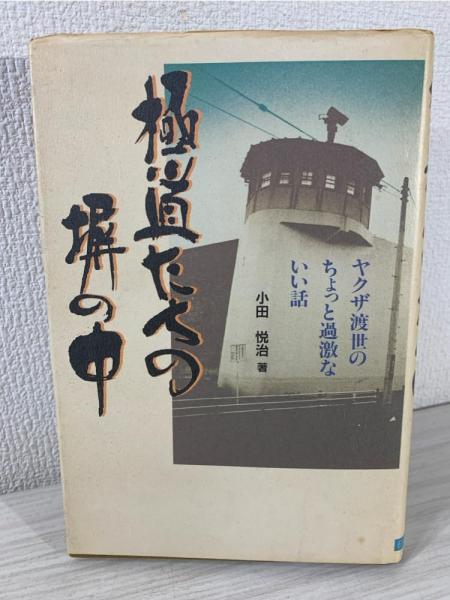 極道たちの
塀の中
ヤクザ渡世の
ちょっと過激な
いい話
小田 悦治 著